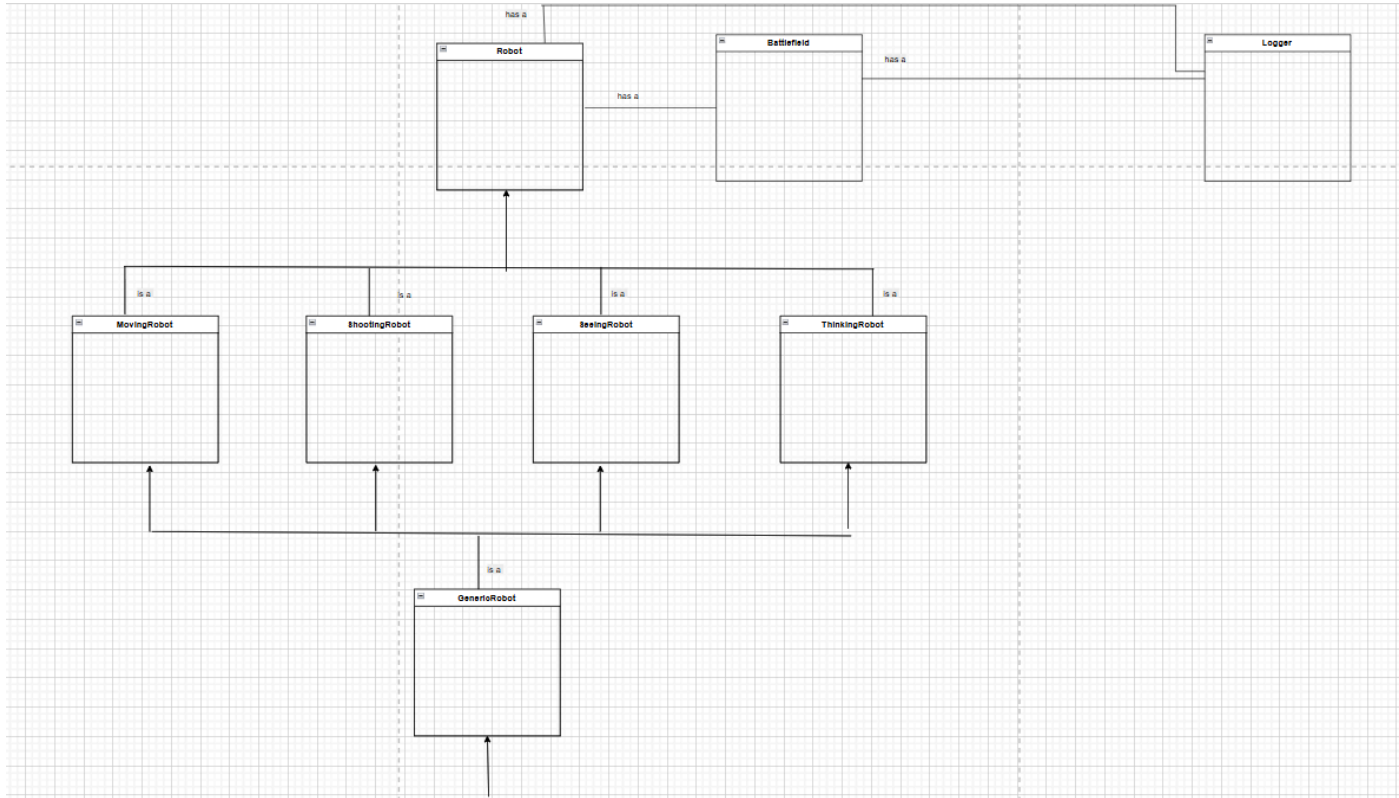 has a
Robot
Battlefield
Logger
has a
has a
is a
is a
is a
is a
MovingRobot
ShootingRobot
SeeingRobot
ThinkingRobot
is a
GenericRobot